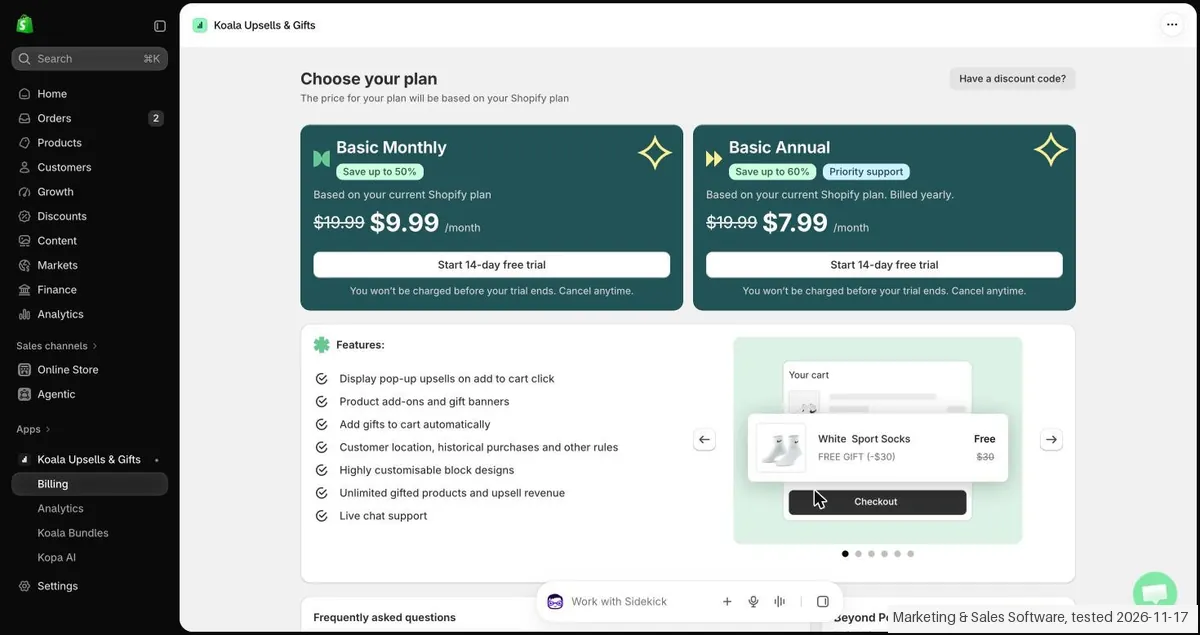 Koala Upsells & Gifts
Search ⌘K
Home
Orders 2
Products
Customers
Growth
Discounts
Content
Markets
Finance
Analytics
Sales channels
Online Store
Agentic
Apps
Koala Upsells & Gifts
Billing
Analytics
Koala Bundles
Kopa AI
Settings
Choose your plan
The price for your plan will be based on your Shopify plan
Have a discount code?
Basic Monthly
Save up to 50%
Based on your current Shopify plan
$19.99 $9.99 /month
Start 14-day free trial
You won't be charged before your trial ends. Cancel anytime.
Basic Annual
Save up to 60% Priority support
Based on your current Shopify plan. Billed yearly.
$19.99 $7.99 /month
Start 14-day free trial
You won't be charged before your trial ends. Cancel anytime.
Features:
Display pop-up upsells on add to cart click
Product add-ons and gift banners
Add gifts to cart automatically
Customer location, historical purchases and other rules
Highly customisable block designs
Unlimited gifted products and upsell revenue
Live chat support
Your cart
White Sport Socks Free
FREE GIFT (-$30) $30
Checkout
Work with Sidekick
Frequently asked questions
Beyond
Marketing & Sales Software, tested 2026-11-17